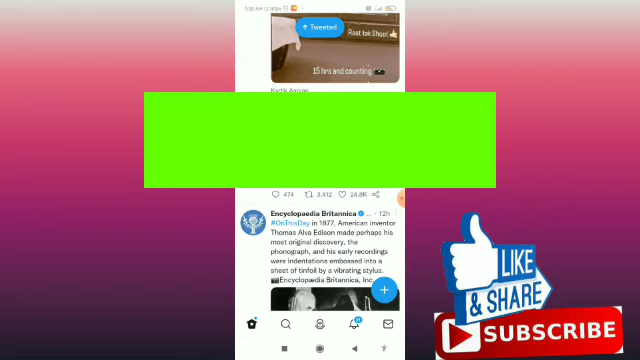 ↑ Tweeted
Raat tak Shoot
15 hrs and counting
Kartik Aaryan
474 3,412 24.8K
Encyclopaedia Britannica ... · 12h
#OnThisDay in 1877, American inventor
Thomas Alva Edison made perhaps his
most original discovery, the
phonograph, and his early recordings
were indentations embossed into a
sheet of tinfoil by a vibrating stylus.
📷Encyclopædia Britannica, Inc.
LIKE
& SHARE
SUBSCRIBE